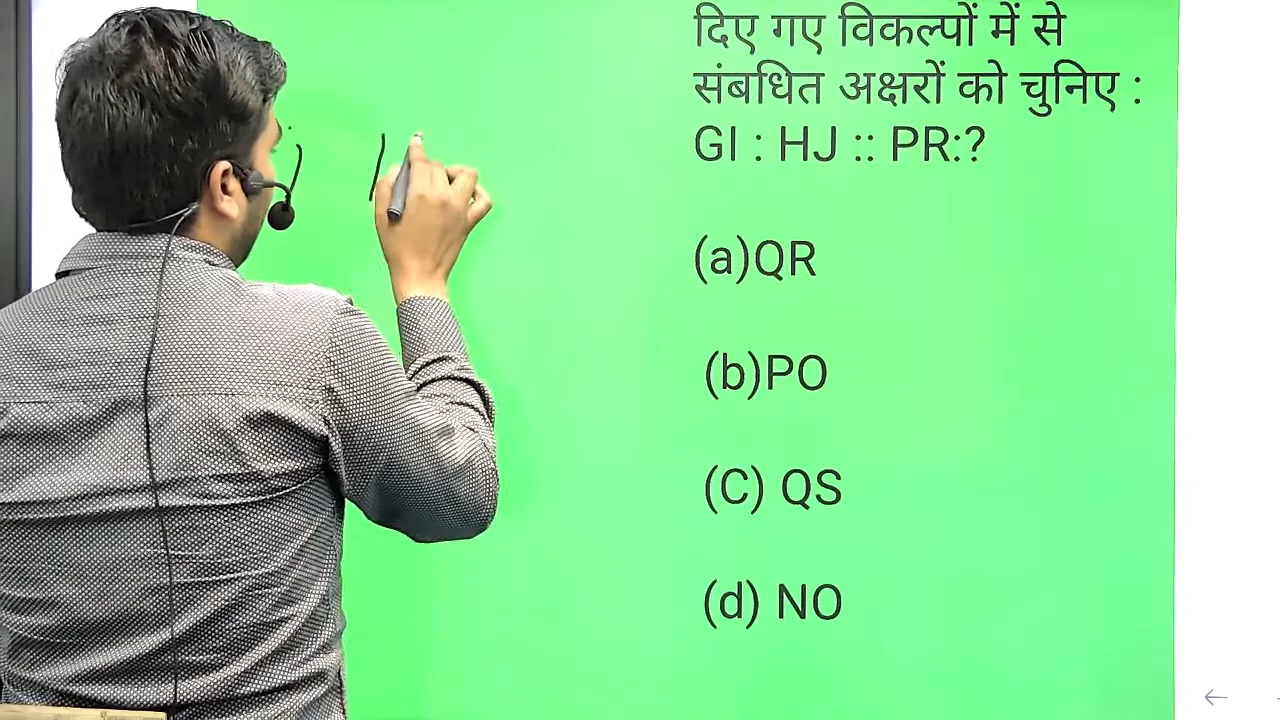 दिए गए विकल्पों में से
संबधित अक्षरों को चुनिए :
GI : HJ :: PR:?
(a)QR
(b)PO
(C) QS
(d) NO